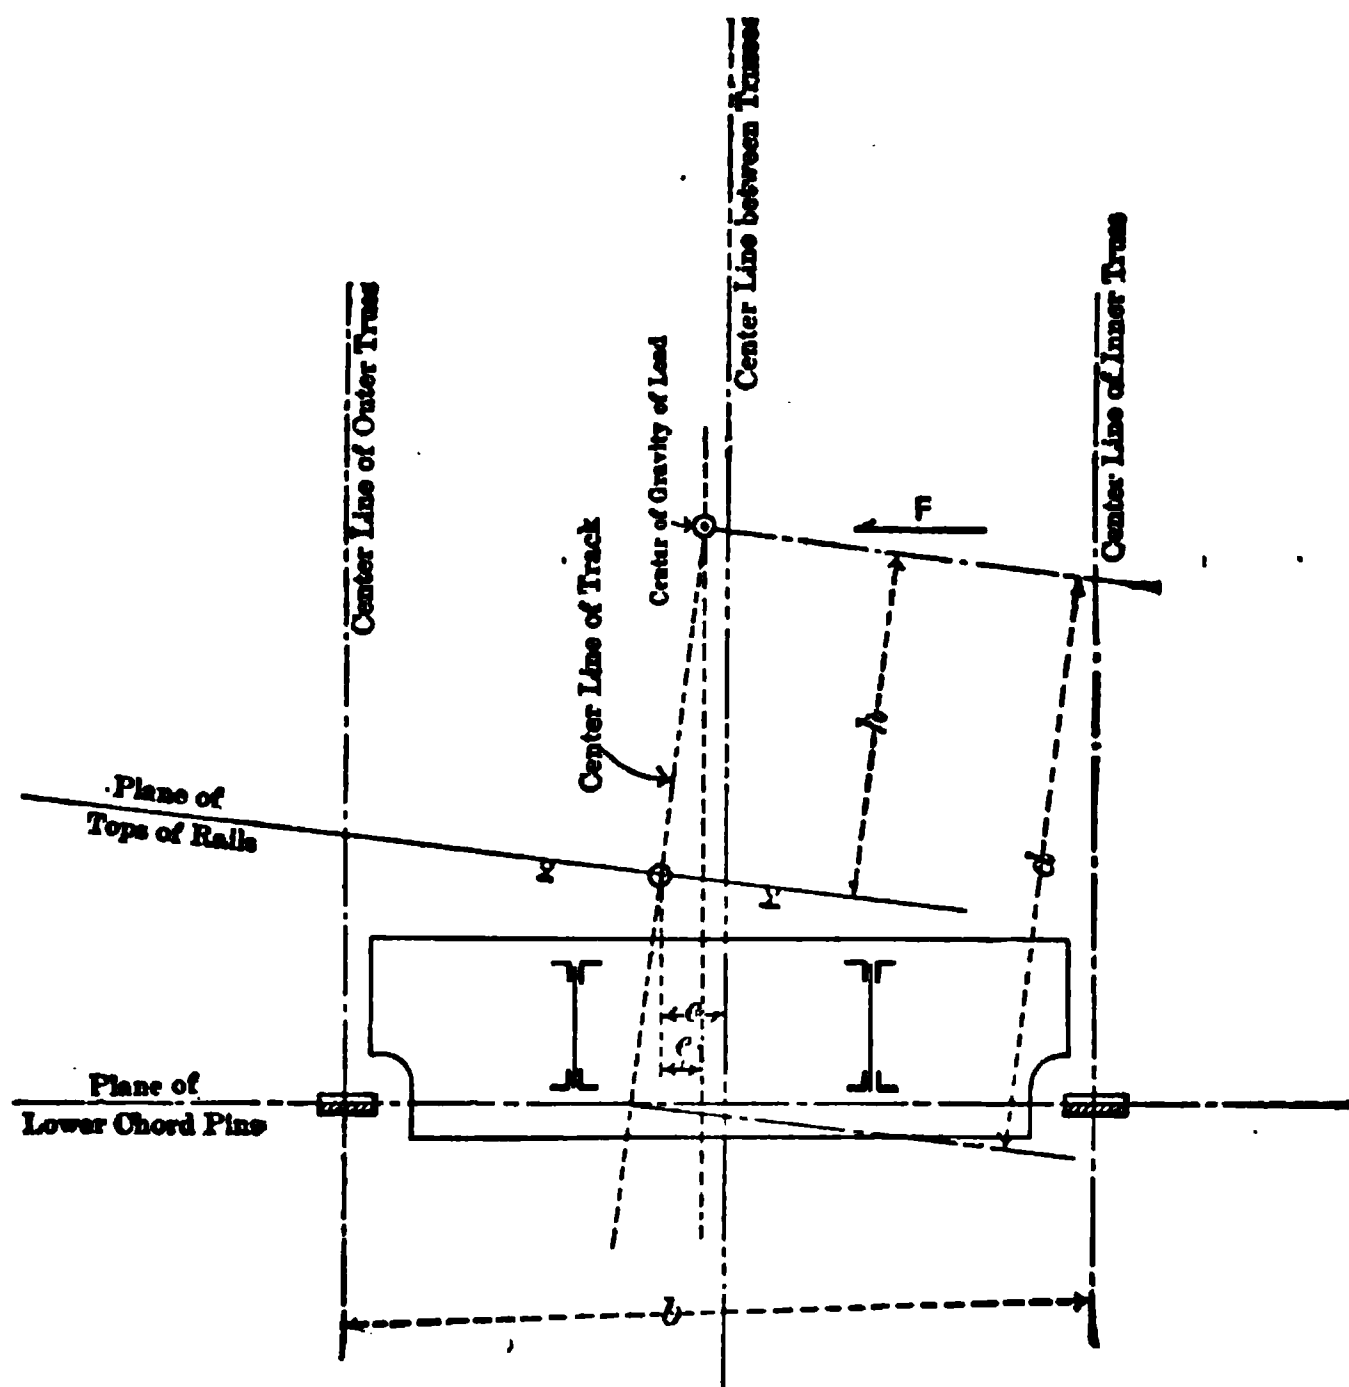 Center Line between Trusses
Center Line of Outer Truss
Center Line of Inner Truss
Center of Gravity of Load
Center Line of Track
F
h
Plane of
Tops of Rails
d
e
c
Plane of
Lower Chord Pins
b